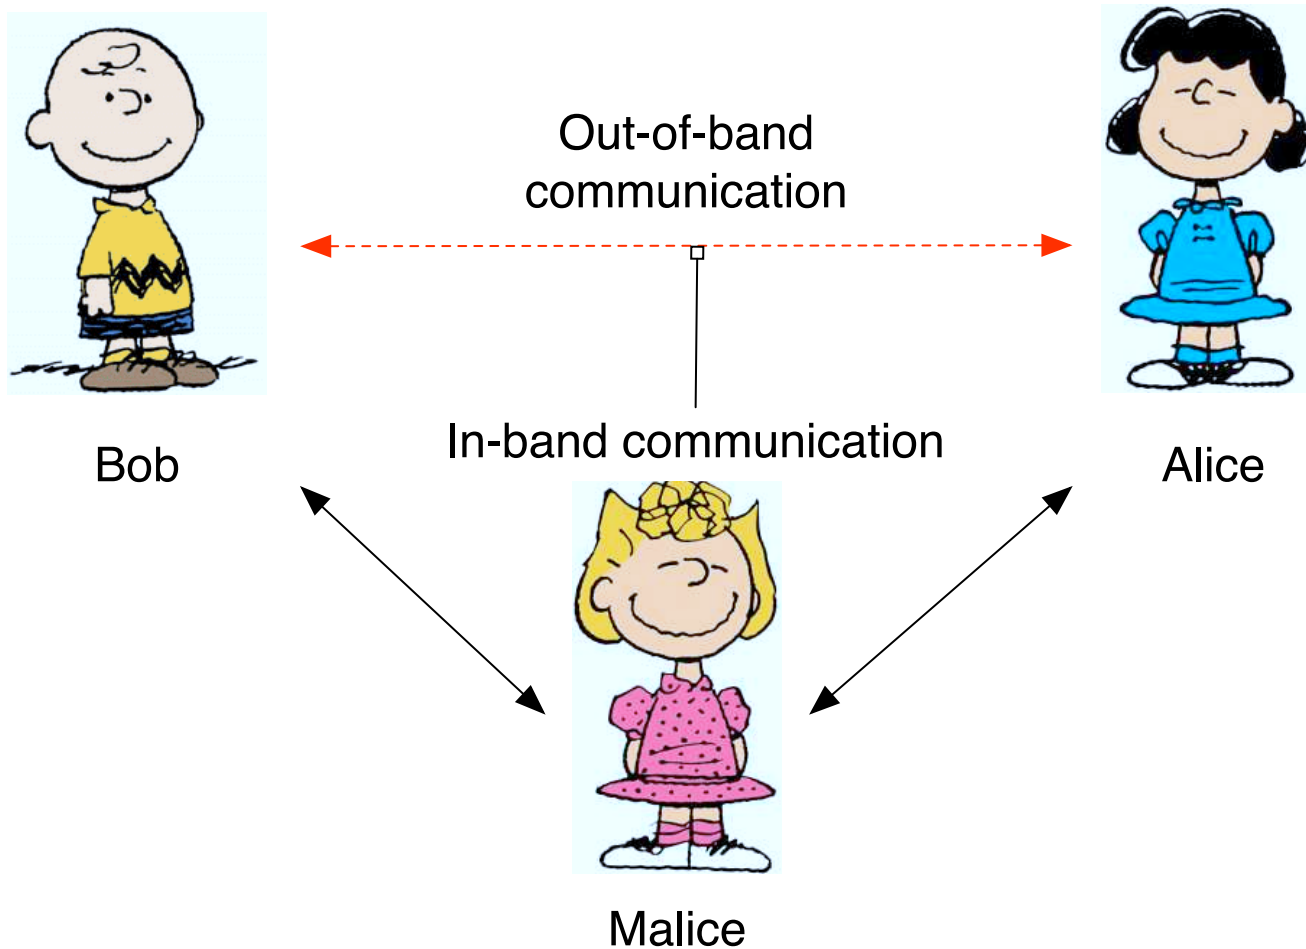 Out-of-band
communication
In-band communication
Bob
Alice
Malice